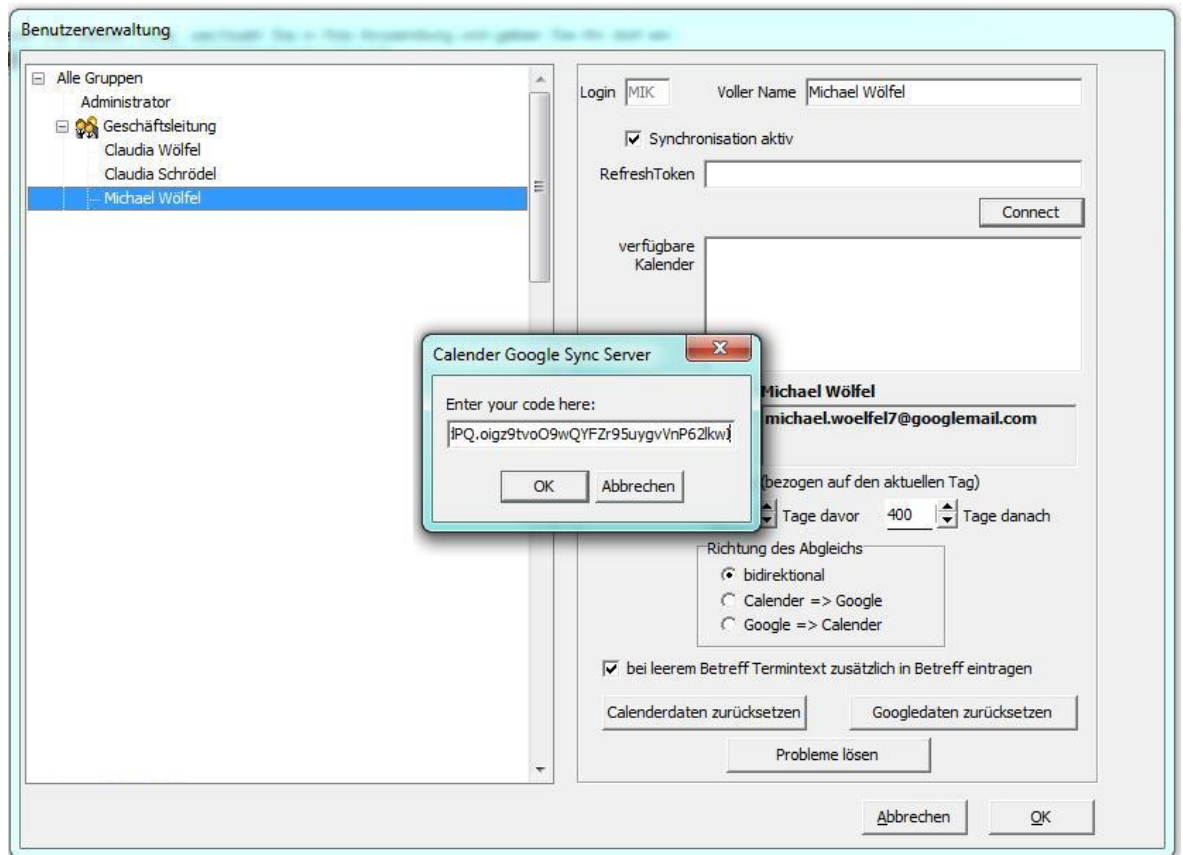 Benutzerverwaltung
Alle Gruppen
Administrator
Geschäftsleitung
Claudia Wölfel
Claudia Schrödel
Michael Wölfel
Login MIK Voller Name Michael Wölfel
Synchronisation aktiv
RefreshToken
Connect
verfügbare
Kalender
Calender Google Sync Server
Enter your code here:
OK Abbrechen
Michael Wölfel
michael.woelfel7@googlemail.com
(bezogen auf den aktuellen Tag)
Tage davor 400 Tage danach
Richtung des Abgleichs
bidirektional
Calender => Google
Google => Calender
bei leerem Betreff Termintext zusätzlich in Betreff eintragen
Calenderdaten zurücksetzen Googledaten zurücksetzen
Probleme lösen
Abbrechen OK